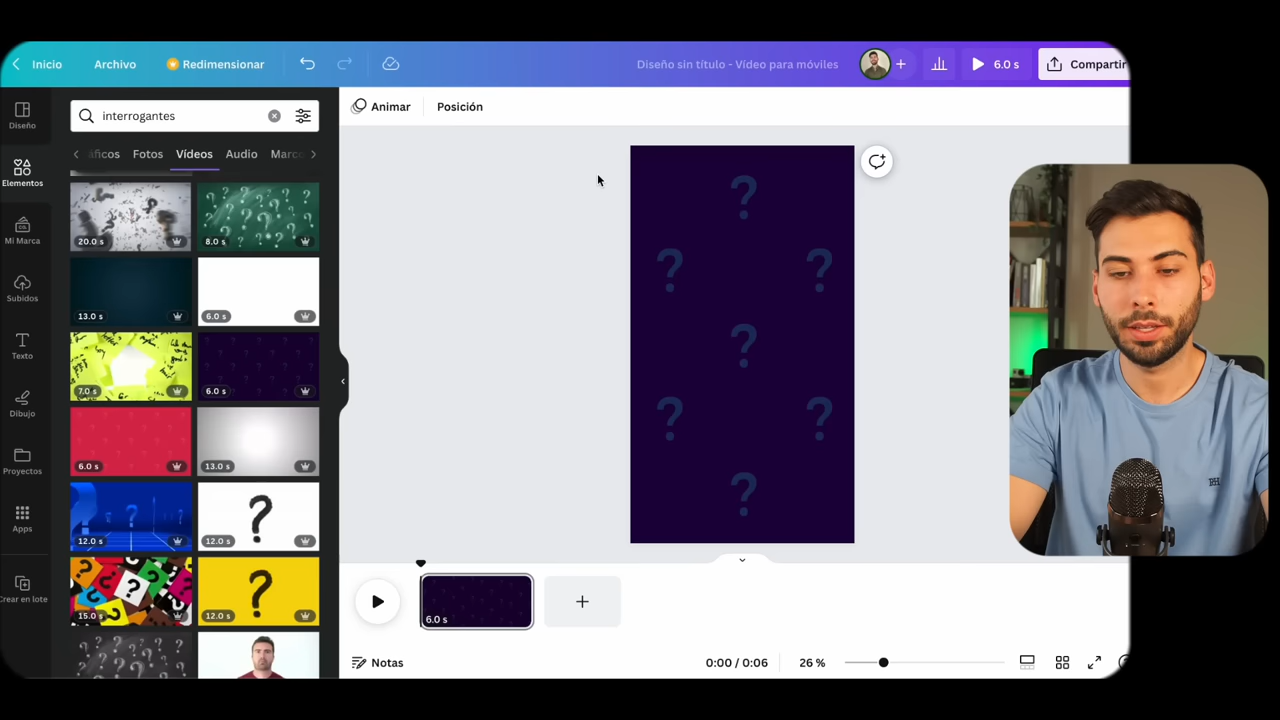 Inicio
Archivo
Redimensionar
Diseño sin título - Vídeo para móviles
6.0 s
Compartir
Diseño
Elementos
Mi Marca
Subidos
Texto
Dibujo
Proyectos
Apps
Crear en lote
interrogantes
áficos
Fotos
Vídeos
Audio
Marco
20.0 s
8.0 s
13.0 s
6.0 s
7.0 s
6.0 s
6.0 s
13.0 s
12.0 s
12.0 s
15.0 s
12.0 s
Animar
Posición
?
? ?
?
? ?
?
6.0 s
Notas
0:00 / 0:06
26 %